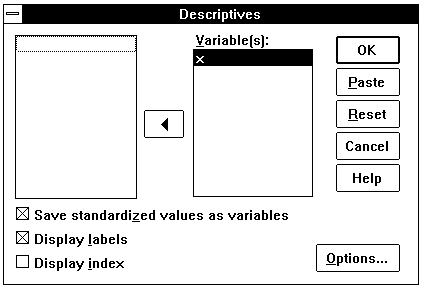 Descriptives
Variable(s):
x
OK
Paste
Reset
Cancel
Help
Save standardized values as variables
Display labels
Display index
Options...